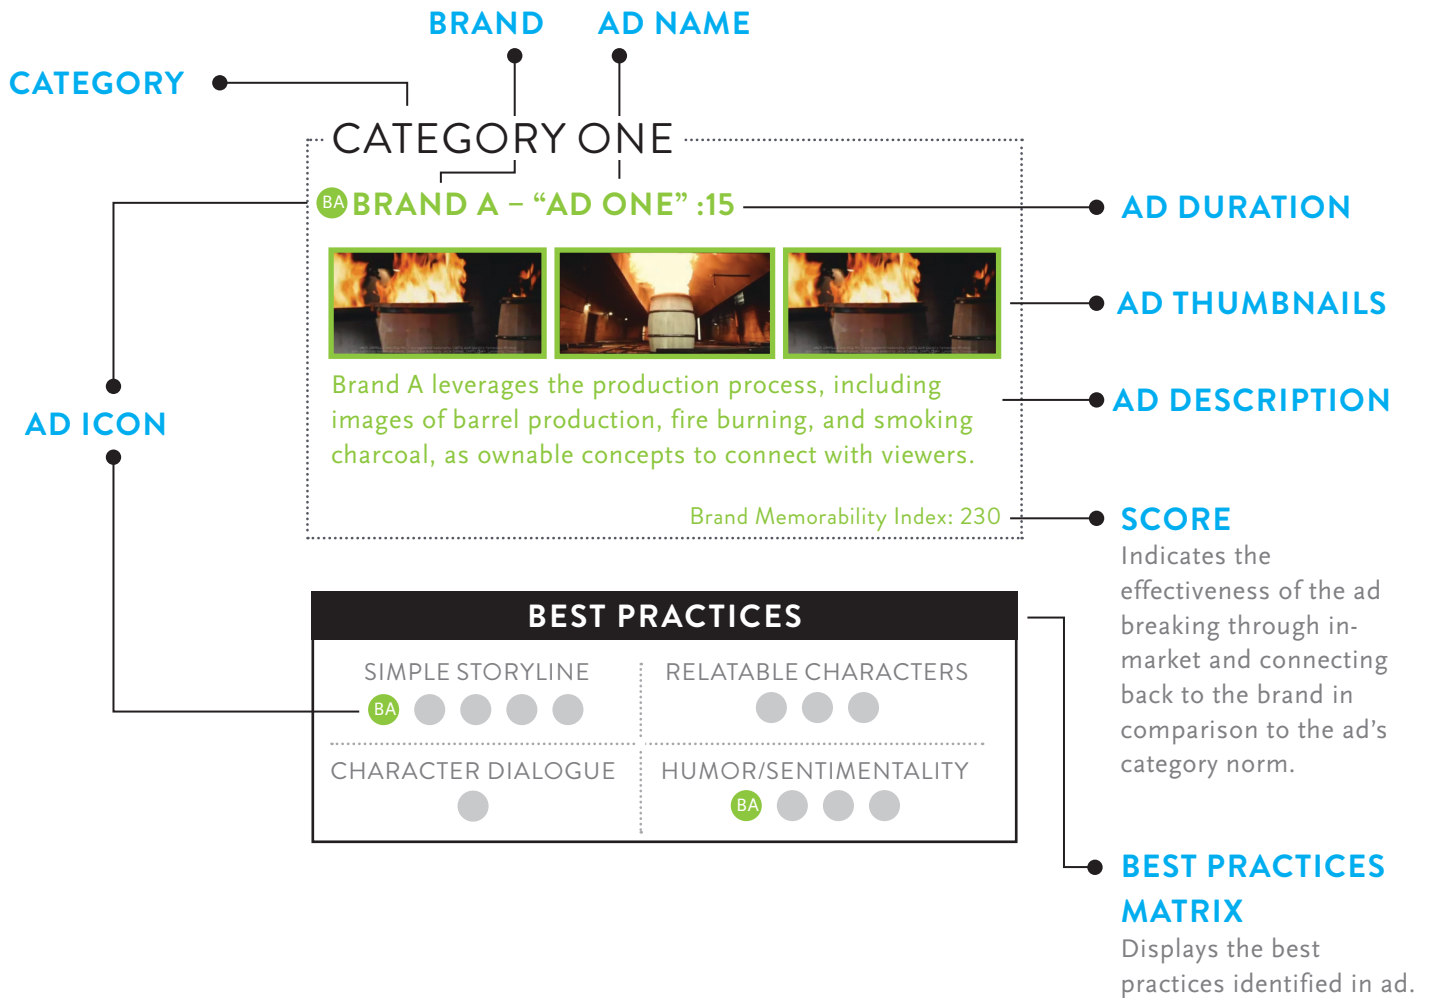 BRAND
AD NAME
CATEGORY
CATEGORY ONE
BA BRAND A – “AD ONE” :15
AD DURATION
AD THUMBNAILS
Brand A leverages the production process, including
images of barrel production, fire burning, and smoking
charcoal, as ownable concepts to connect with viewers.
AD DESCRIPTION
AD ICON
Brand Memorability Index: 230
SCORE
Indicates the
effectiveness of the ad
breaking through in-
market and connecting
back to the brand in
comparison to the ad’s
category norm.
BEST PRACTICES
SIMPLE STORYLINE
BA
RELATABLE CHARACTERS
CHARACTER DIALOGUE
HUMOR/SENTIMENTALITY
BA
BEST PRACTICES
MATRIX
Displays the best
practices identified in ad.